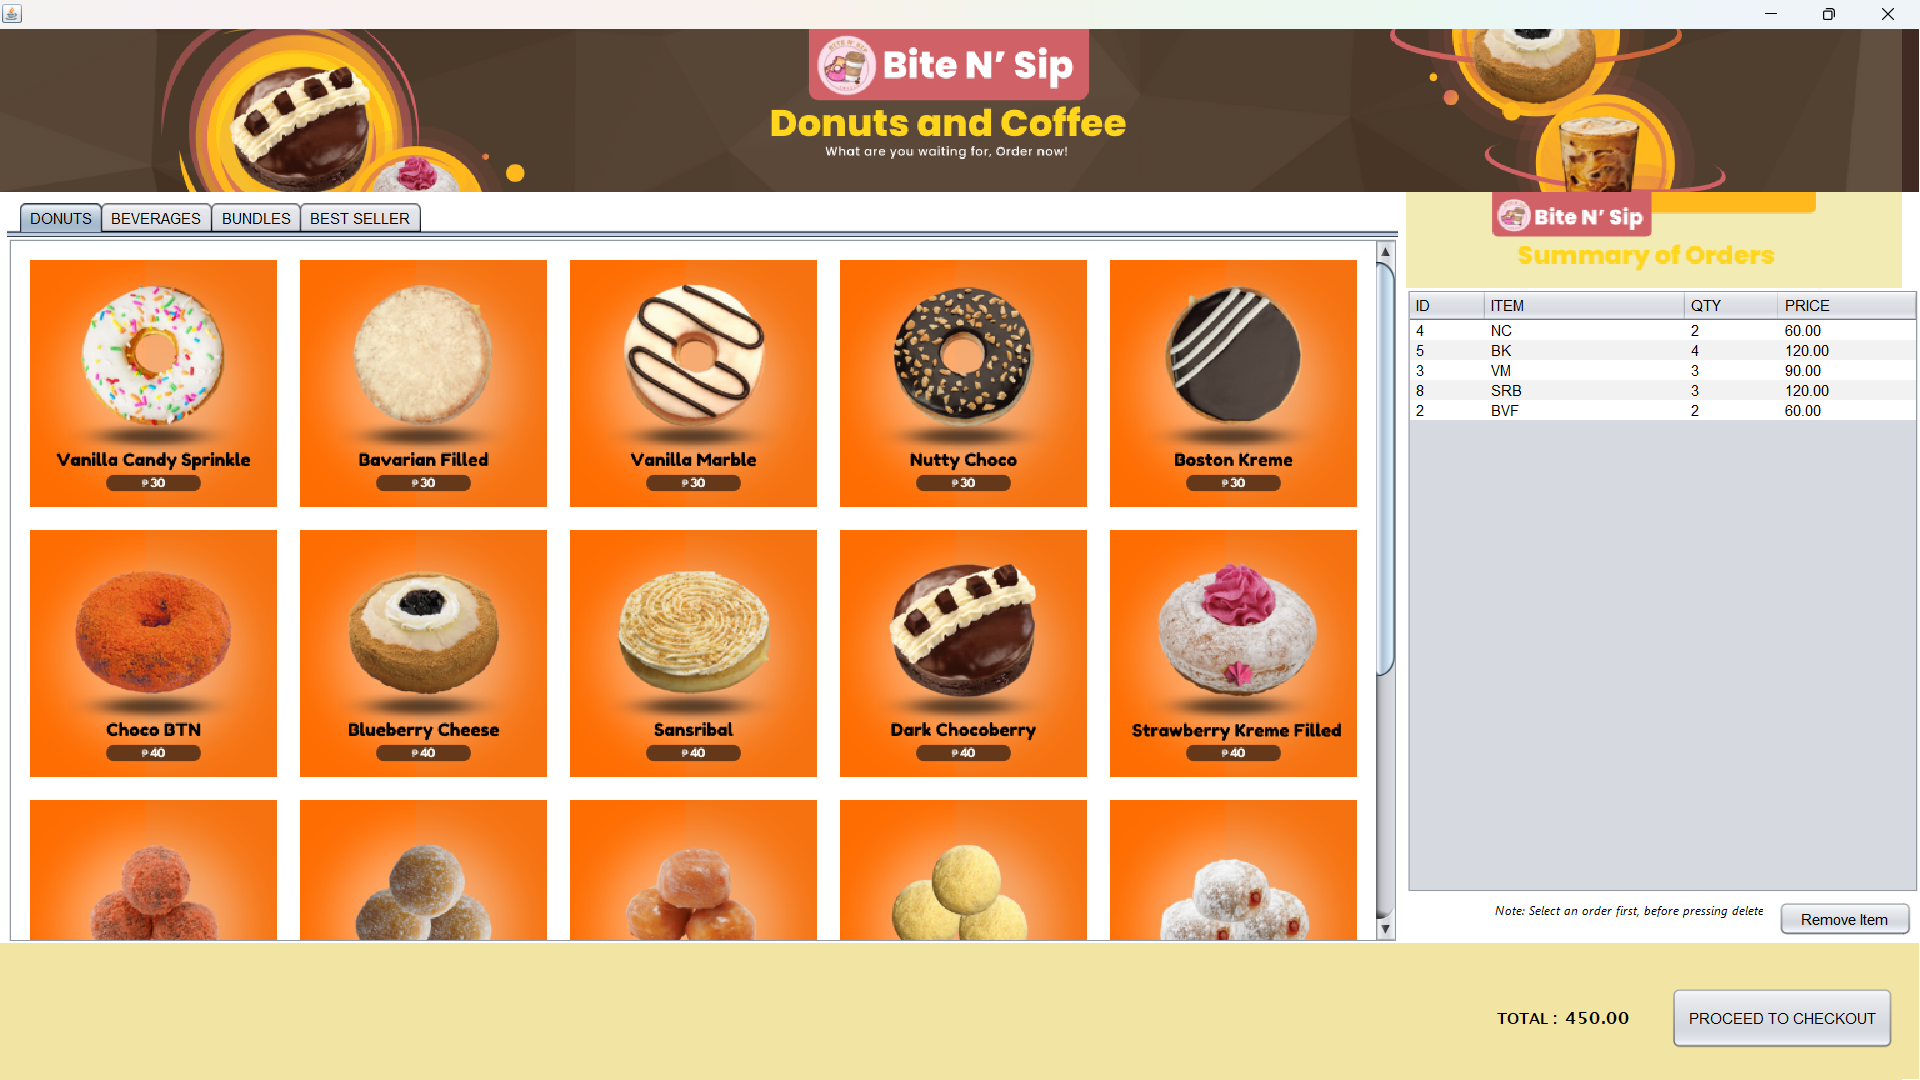 Bite N' Sip
Donuts and Coffee
What are you waiting for, Order now!
DONUTS BEVERAGES BUNDLES BEST SELLER
Bite N' Sip
Summary of Orders
Vanilla Candy Sprinkle
₱30
Bavarian Filled
₱30
Vanilla Marble
₱30
Nutty Choco
₱30
Boston Kreme
₱30
Choco BTN
₱40
Blueberry Cheese
₱40
Sansribal
₱40
Dark Chocoberry
₱40
Strawberry Kreme Filled
₱40
ID ITEM QTY PRICE
4 NC 2 60.00
5 BK 4 120.00
3 VM 3 90.00
8 SRB 3 120.00
2 BVF 2 60.00
Note: Select an order first, before pressing delete
Remove Item
TOTAL : 450.00
PROCEED TO CHECKOUT